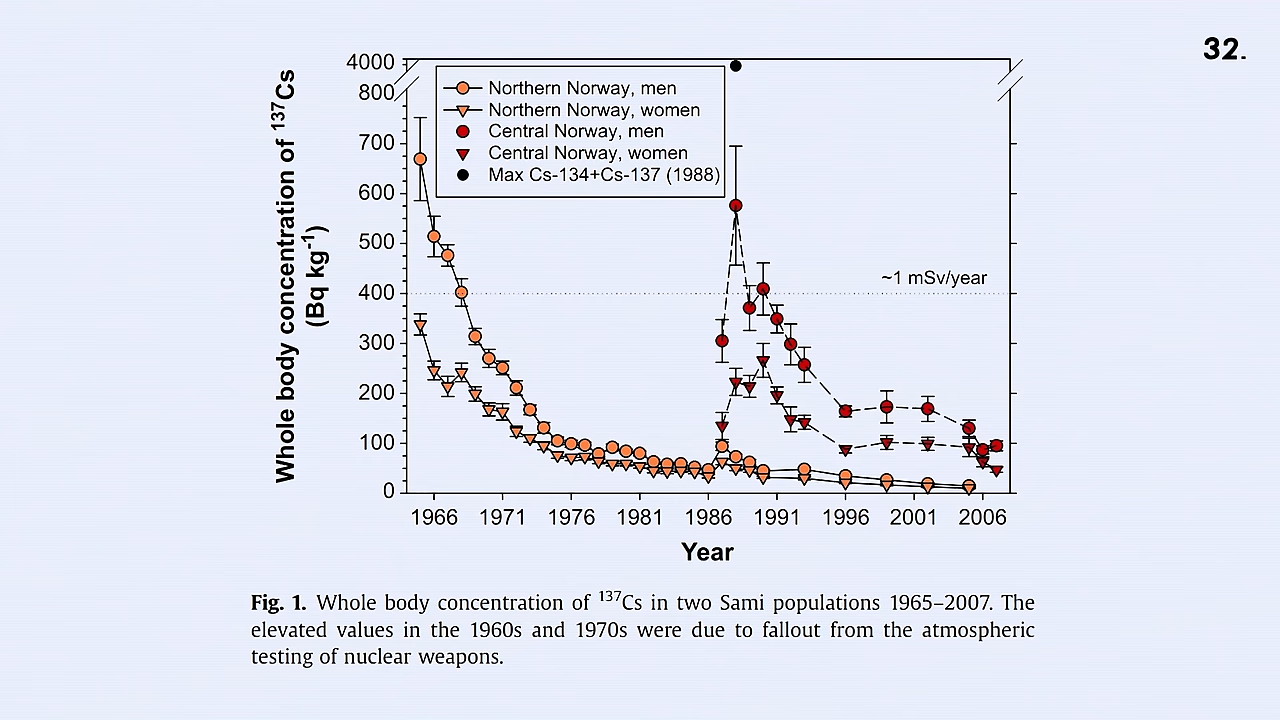 32.
4000
800
700
600
500
400
300
200
100
0
Whole body concentration of ¹³⁷Cs
(Bq kg⁻¹)
Northern Norway, men
Northern Norway, women
Central Norway, men
Central Norway, women
Max Cs-134+Cs-137 (1988)
~1 mSv/year
1966 1971 1976 1981 1986 1991 1996 2001 2006
Year
Fig. 1. Whole body concentration of ¹³⁷Cs in two Sami populations 1965–2007. The
elevated values in the 1960s and 1970s were due to fallout from the atmospheric
testing of nuclear weapons.